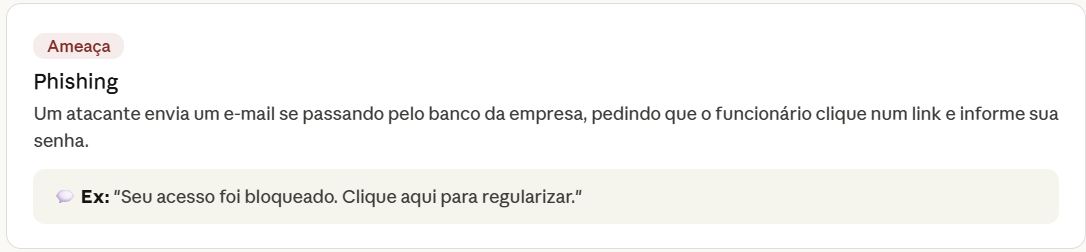 Ameaça
Phishing
Um atacante envia um e-mail se passando pelo banco da empresa, pedindo que o funcionário clique num link e informe sua
senha.
💬 Ex: "Seu acesso foi bloqueado. Clique aqui para regularizar."